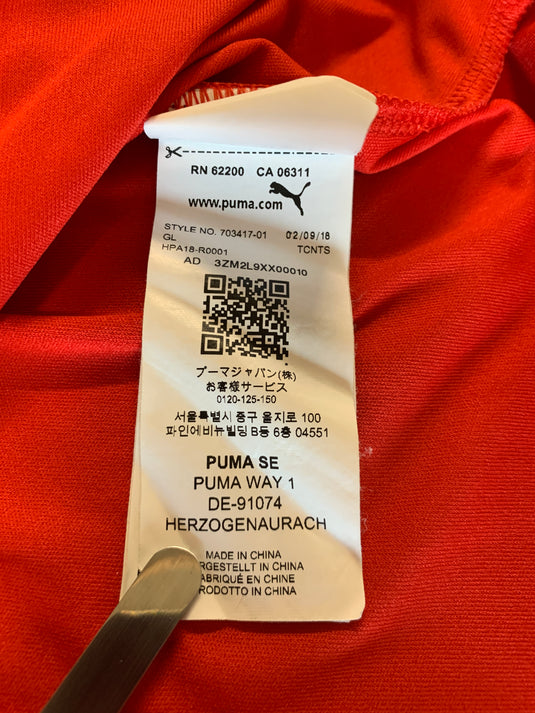 RN 62200 CA 06311
www.puma.com
STYLE NO. 703417-01 02/09/18
GL TCNTS
HPA18-R0001
AD 3ZM2L9XX00010
プーマジャパン(株)
お客様サービス
0120-125-150
서울특별시 중구 을지로 100
파인에비뉴빌딩 B동 6층 04551
PUMA SE
PUMA WAY 1
DE-91074
HERZOGENAURACH
MADE IN CHINA
RGESTELLT IN CHINA
ABRIQUÉ EN CHINE
RODOTTO IN CHINA